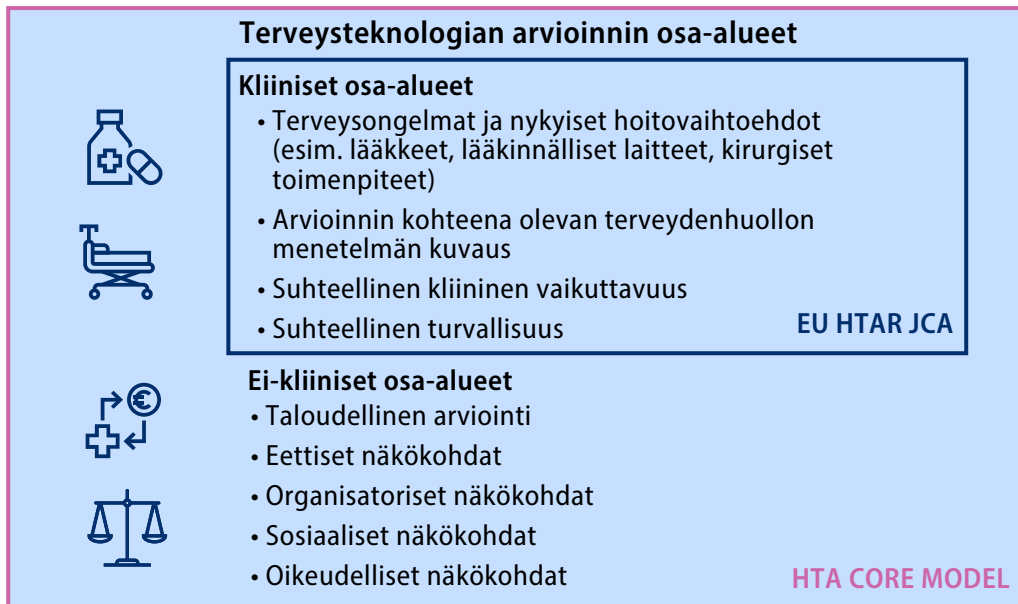 Terveysteknologian arvioinnin osa-alueet
Kliiniset osa-alueet
• Terveysongelmat ja nykyiset hoitovaihtoehdot
(esim. lääkkeet, lääkinnälliset laitteet, kirurgiset
toimenpiteet)
• Arvioinnin kohteena olevan terveydenhuollon
menetelmän kuvaus
• Suhteellinen kliininen vaikuttavuus
• Suhteellinen turvallisuus
EU HTAR JCA
Ei-kliiniset osa-alueet
• Taloudellinen arviointi
• Eettiset näkökohdat
• Organisatoriset näkökohdat
• Sosiaaliset näkökohdat
• Oikeudelliset näkökohdat
HTA CORE MODEL